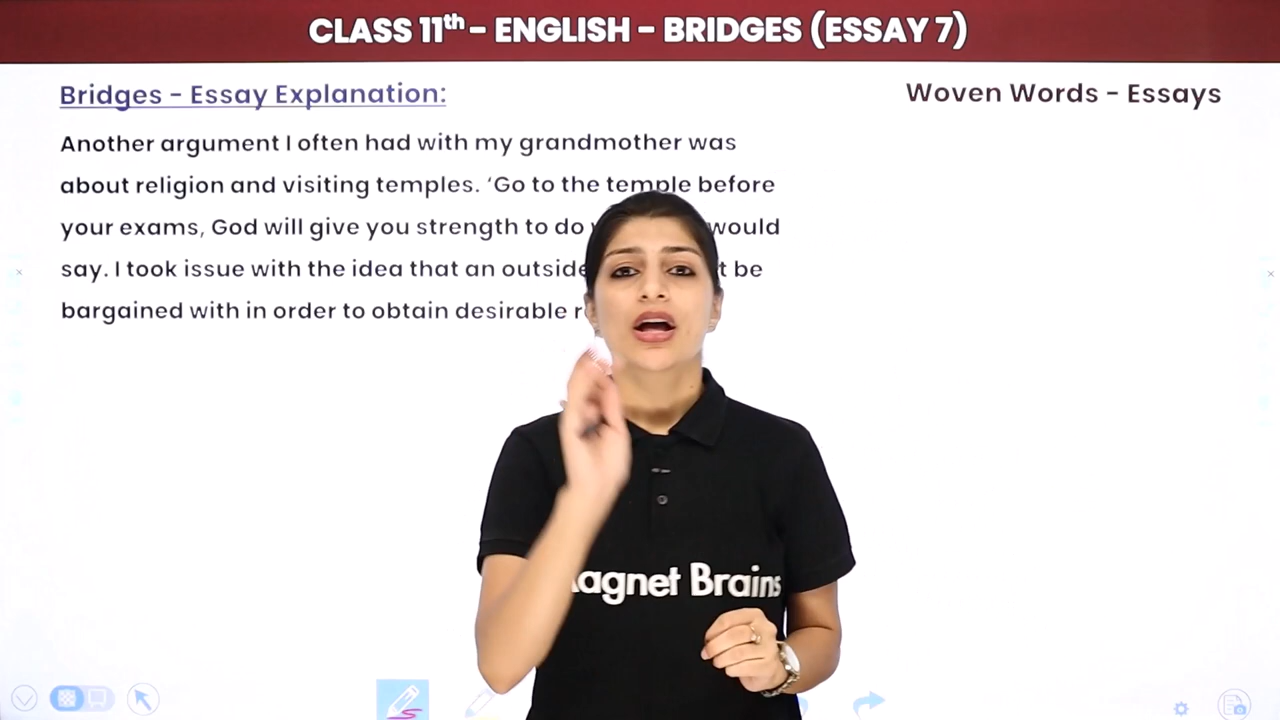 CLASS 11th - ENGLISH - BRIDGES (ESSAY 7)
Bridges - Essay Explanation:
Woven Words - Essays
Another argument I often had with my grandmother was
about religion and visiting temples. ‘Go to the temple before
your exams, God will give you strength to do would
say. I took issue with the idea that an outside be
bargained with in order to obtain desirable
agnet Brains